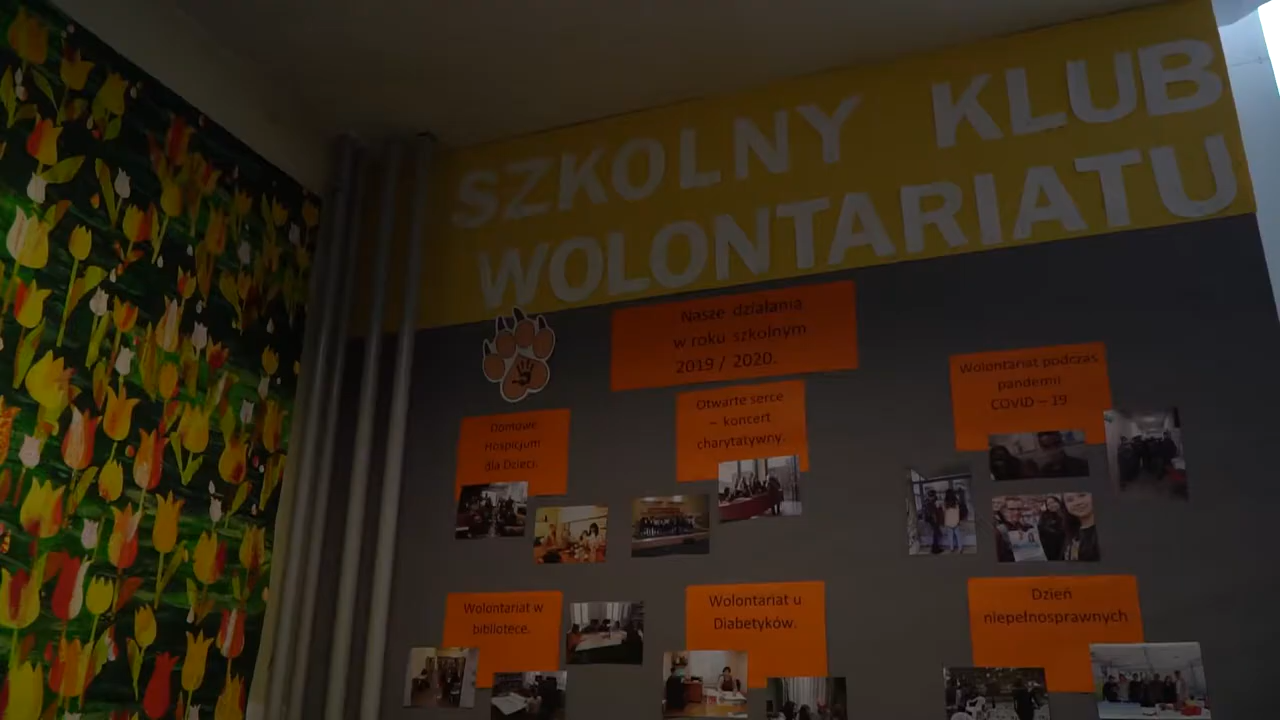 SZKOLNY KLUB
WOLONTARIATU
Nasze działania
w roku szkolnym
2019 / 2020.
Domowe
Hospicjum
dla Dzieci.
Otwarte serce
– koncert
charytatywny.
Wolontariat podczas
pandemii
COVID – 19
Wolontariat w
bibliotece.
Wolontariat u
Diabetyków.
Dzień
niepełnosprawnych